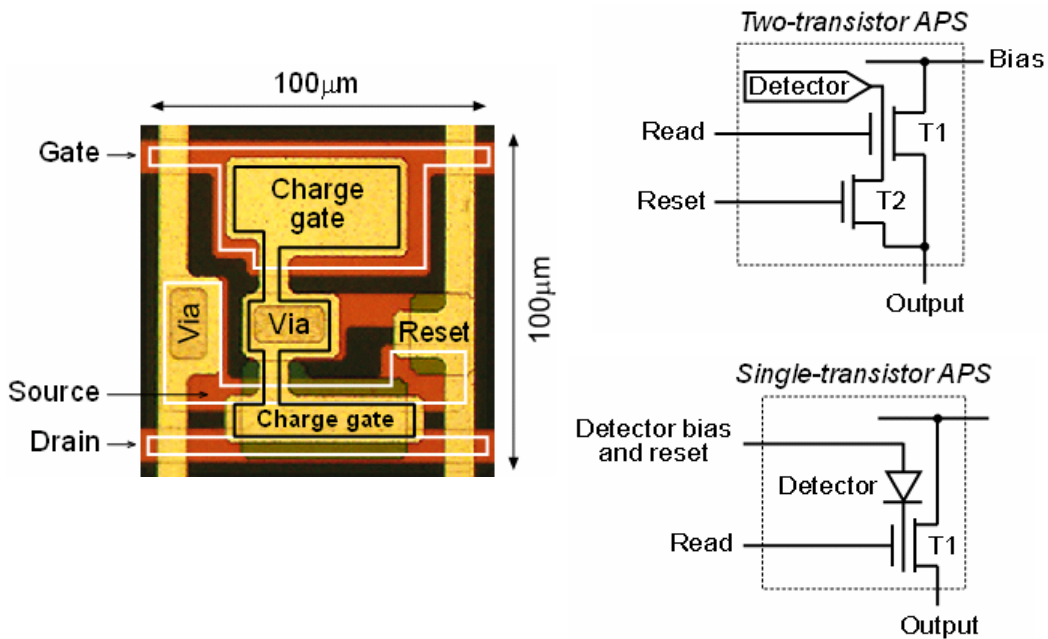 100μm
Gate
Charge
gate
Via
Via
Reset
Source
Charge gate
Drain
100μm
Two-transistor APS
Bias
Detector
Read
T1
Reset
T2
Output
Single-transistor APS
Detector bias
and reset
Detector
Read
T1
Output